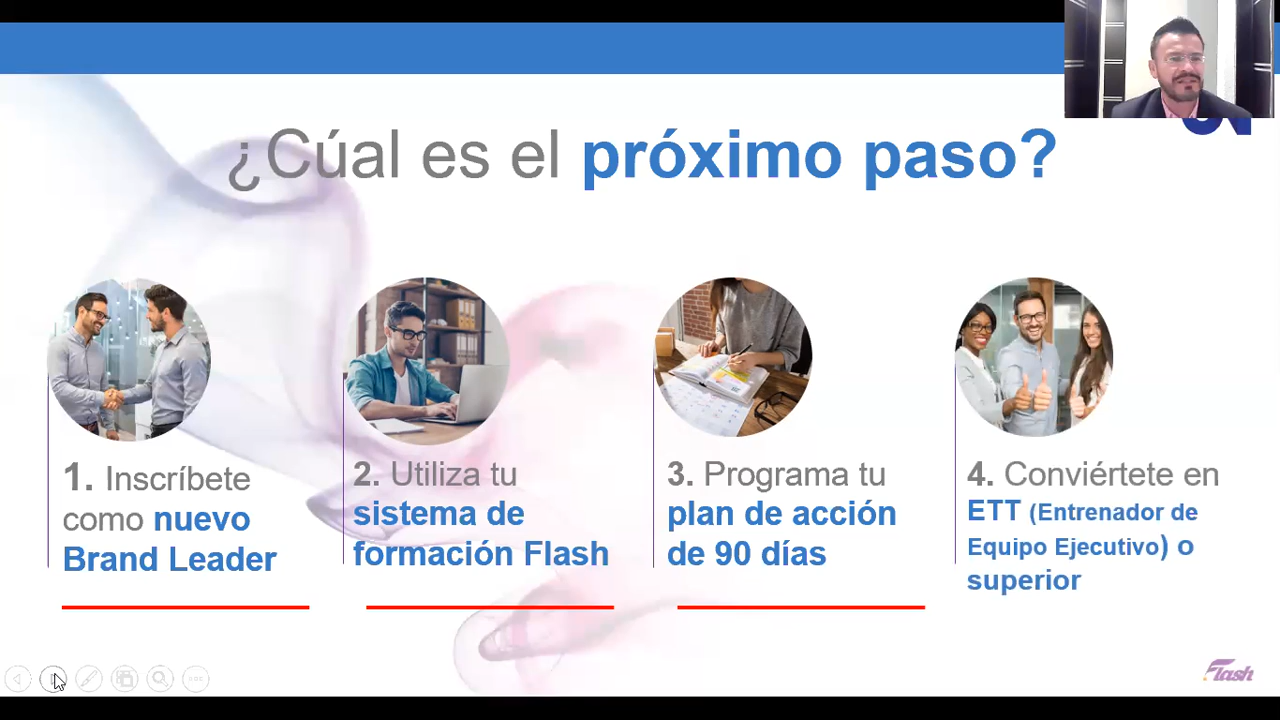 ¿Cúal es el próximo paso?
1. Inscríbete
como nuevo
Brand Leader
2. Utiliza tu
sistema de
formación Flash
3. Programa tu
plan de acción
de 90 días
4. Conviértete en
ETT (Entrenador de
Equipo Ejecutivo) o
superior
Flash